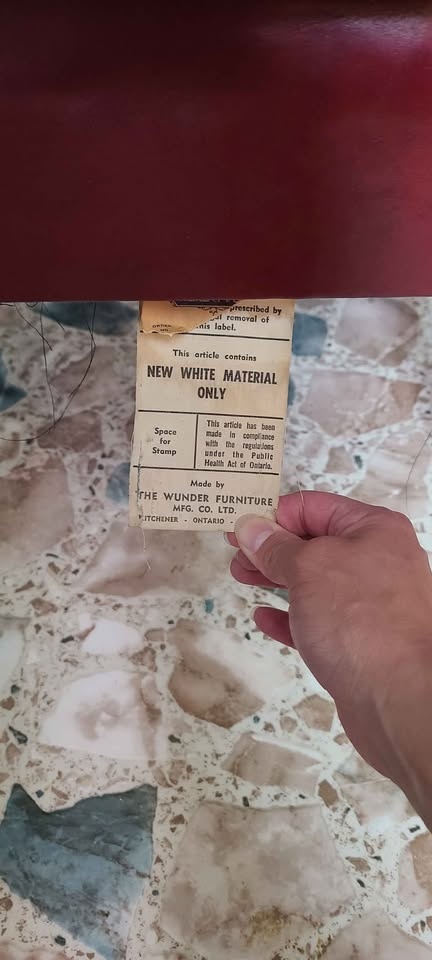 prescribed by
removal of
this label.
This article contains
NEW WHITE MATERIAL
ONLY
Space
for
Stamp
This article has been
made in compliance
with the regulations
under the Public
Health Act of Ontario.
Made by
THE WUNDER FURNITURE
MFG. CO. LTD.
KITCHENER - ONTARIO -